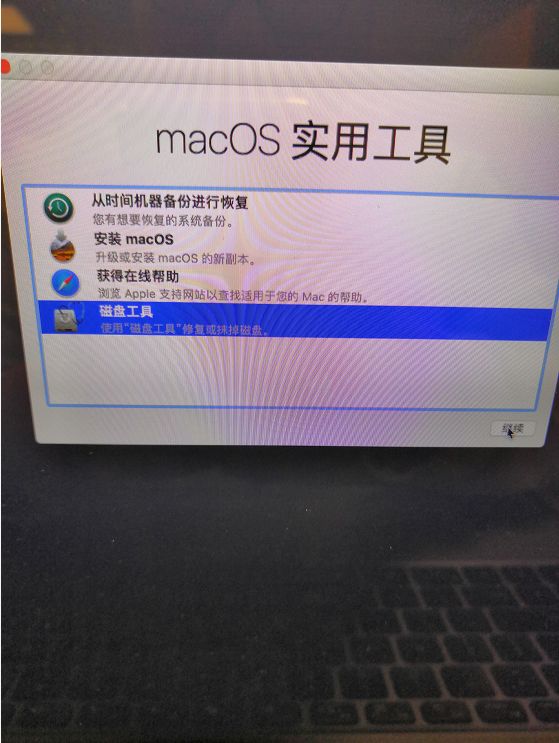 macOS 实用工具
从时间机器备份进行恢复
您有想要恢复的系统备份。
安装 macOS
升级或安装 macOS 的新副本。
获得在线帮助
浏览 Apple 支持网站以查找适用于您的 Mac 的帮助。
磁盘工具
使用“磁盘工具”修复或抹掉磁盘。
继续